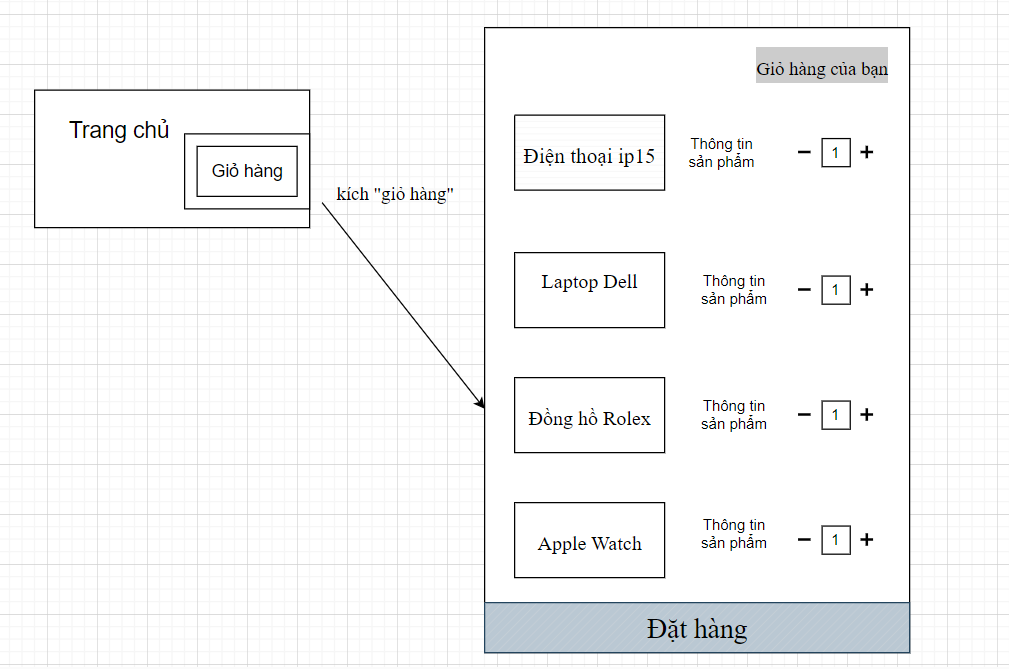 Trang chủ
Giỏ hàng
kích "giỏ hàng"
Giỏ hàng của bạn
Điện thoại ip15
Thông tin
sản phẩm
− 1 +
Laptop Dell
Thông tin
sản phẩm
− 1 +
Đồng hồ Rolex
Thông tin
sản phẩm
− 1 +
Apple Watch
Thông tin
sản phẩm
− 1 +
Đặt hàng